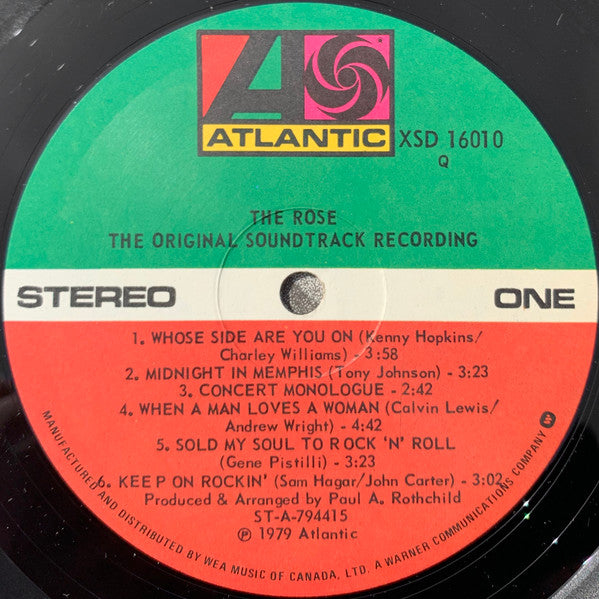 ATLANTIC
XSD 16010
Q
THE ROSE
THE ORIGINAL SOUNDTRACK RECORDING
STEREO ONE
1. WHOSE SIDE ARE YOU ON (Kenny Hopkins/
Charley Williams) - 3:58
2. MIDNIGHT IN MEMPHIS (Tony Johnson) - 3:23
3. CONCERT MONOLOGUE - 2:42
4. WHEN A MAN LOVES A WOMAN (Calvin Lewis/
Andrew Wright) - 4:42
5. SOLD MY SOUL TO ROCK 'N' ROLL
(Gene Pistilli) - 3:23
6. KEEP ON ROCKIN' (Sam Hagar/John Carter) - 3:02
Produced & Arranged by Paul A. Rothchild
ST-A-794415
℗ 1979 Atlantic
MANUFACTURED AND DISTRIBUTED BY WEA MUSIC OF CANADA, LTD. A WARNER COMMUNICATIONS COMPANY